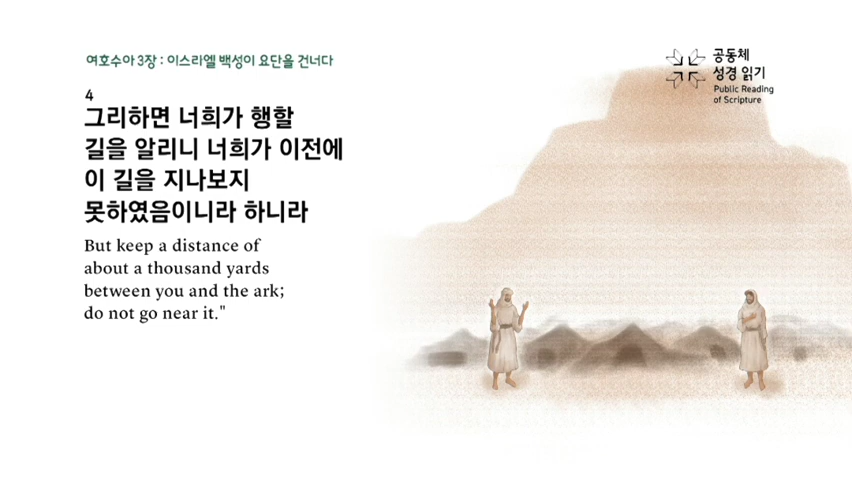 여호수아 3장 : 이스라엘 백성이 요단을 건너다
4
그리하면 너희가 행할
길을 알리니 너희가 이전에
이 길을 지나보지
못하였음이니라 하니라
But keep a distance of
about a thousand yards
between you and the ark;
do not go near it."
공동체
성경 읽기
Public Reading
of Scripture